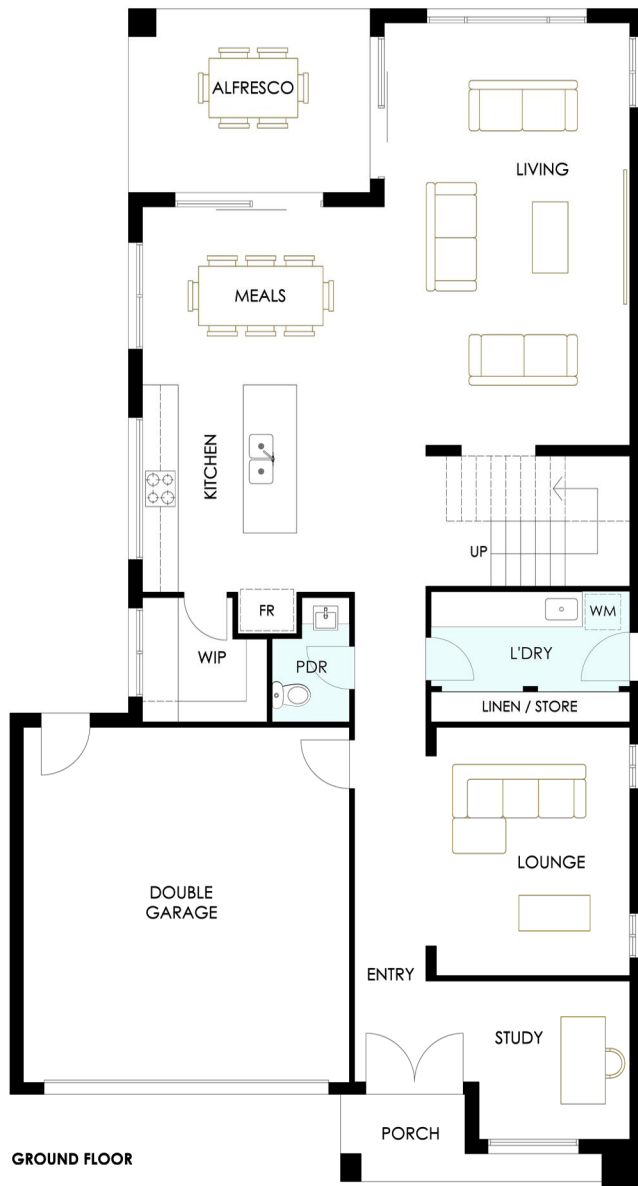 ALFRESCO
LIVING
MEALS
KITCHEN
UP
FR
WM
WIP
PDR
L'DRY
LINEN / STORE
DOUBLE
GARAGE
LOUNGE
ENTRY
STUDY
PORCH
GROUND FLOOR